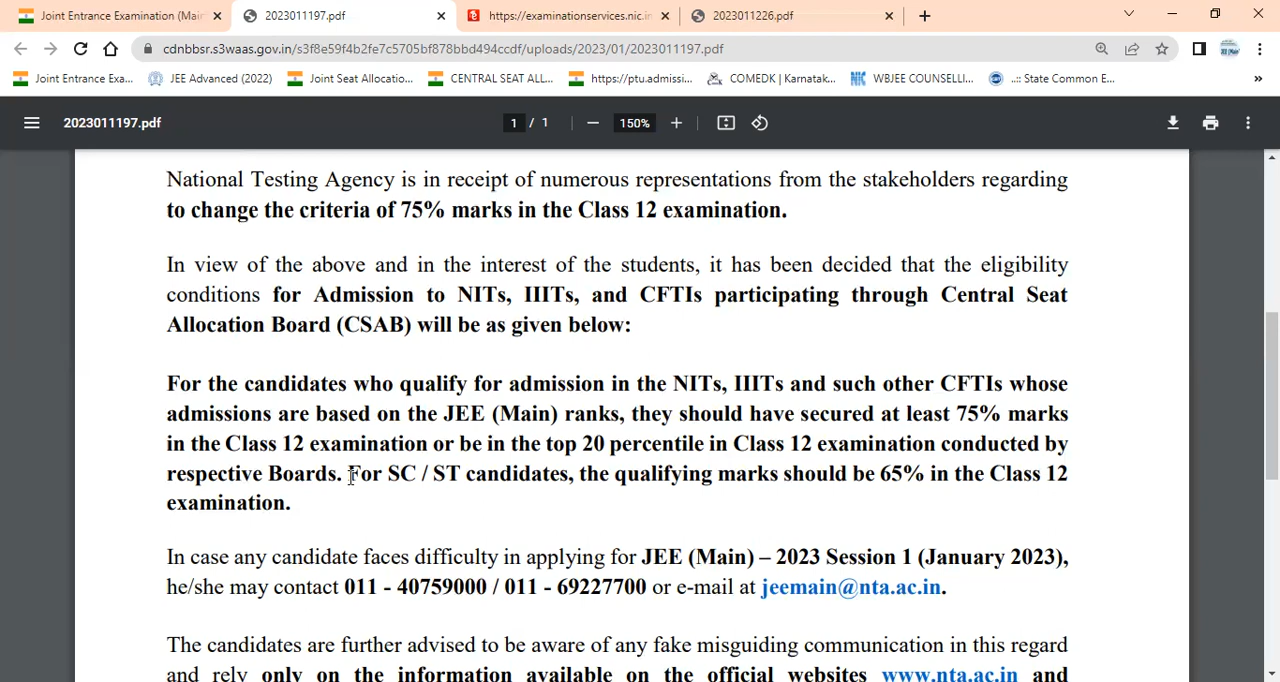 Joint Entrance Examination (Main
2023011197.pdf
https://examinationservices.nic.in
2023011226.pdf
cdnbbsr.s3waas.gov.in/s3f8e59f4b2fe7c5705bf878bbd494ccdf/uploads/2023/01/2023011197.pdf
Joint Entrance Exa...
JEE Advanced (2022)
Joint Seat Allocatio...
CENTRAL SEAT ALL...
https://ptu.admissi...
COMEDK | Karnatak...
WBJEE COUNSELLI...
..:: State Common E...
»
2023011197.pdf
1 / 1
150%
National Testing Agency is in receipt of numerous representations from the stakeholders regarding
to change the criteria of 75% marks in the Class 12 examination.
In view of the above and in the interest of the students, it has been decided that the eligibility
conditions for Admission to NITs, IIITs, and CFTIs participating through Central Seat
Allocation Board (CSAB) will be as given below:
For the candidates who qualify for admission in the NITs, IIITs and such other CFTIs whose
admissions are based on the JEE (Main) ranks, they should have secured at least 75% marks
in the Class 12 examination or be in the top 20 percentile in Class 12 examination conducted by
respective Boards. For SC / ST candidates, the qualifying marks should be 65% in the Class 12
examination.
In case any candidate faces difficulty in applying for JEE (Main) – 2023 Session 1 (January 2023),
he/she may contact 011 - 40759000 / 011 - 69227700 or e-mail at jeemain@nta.ac.in.
The candidates are further advised to be aware of any fake misguiding communication in this regard
and rely only on the information available on the official websites www.nta.ac.in and